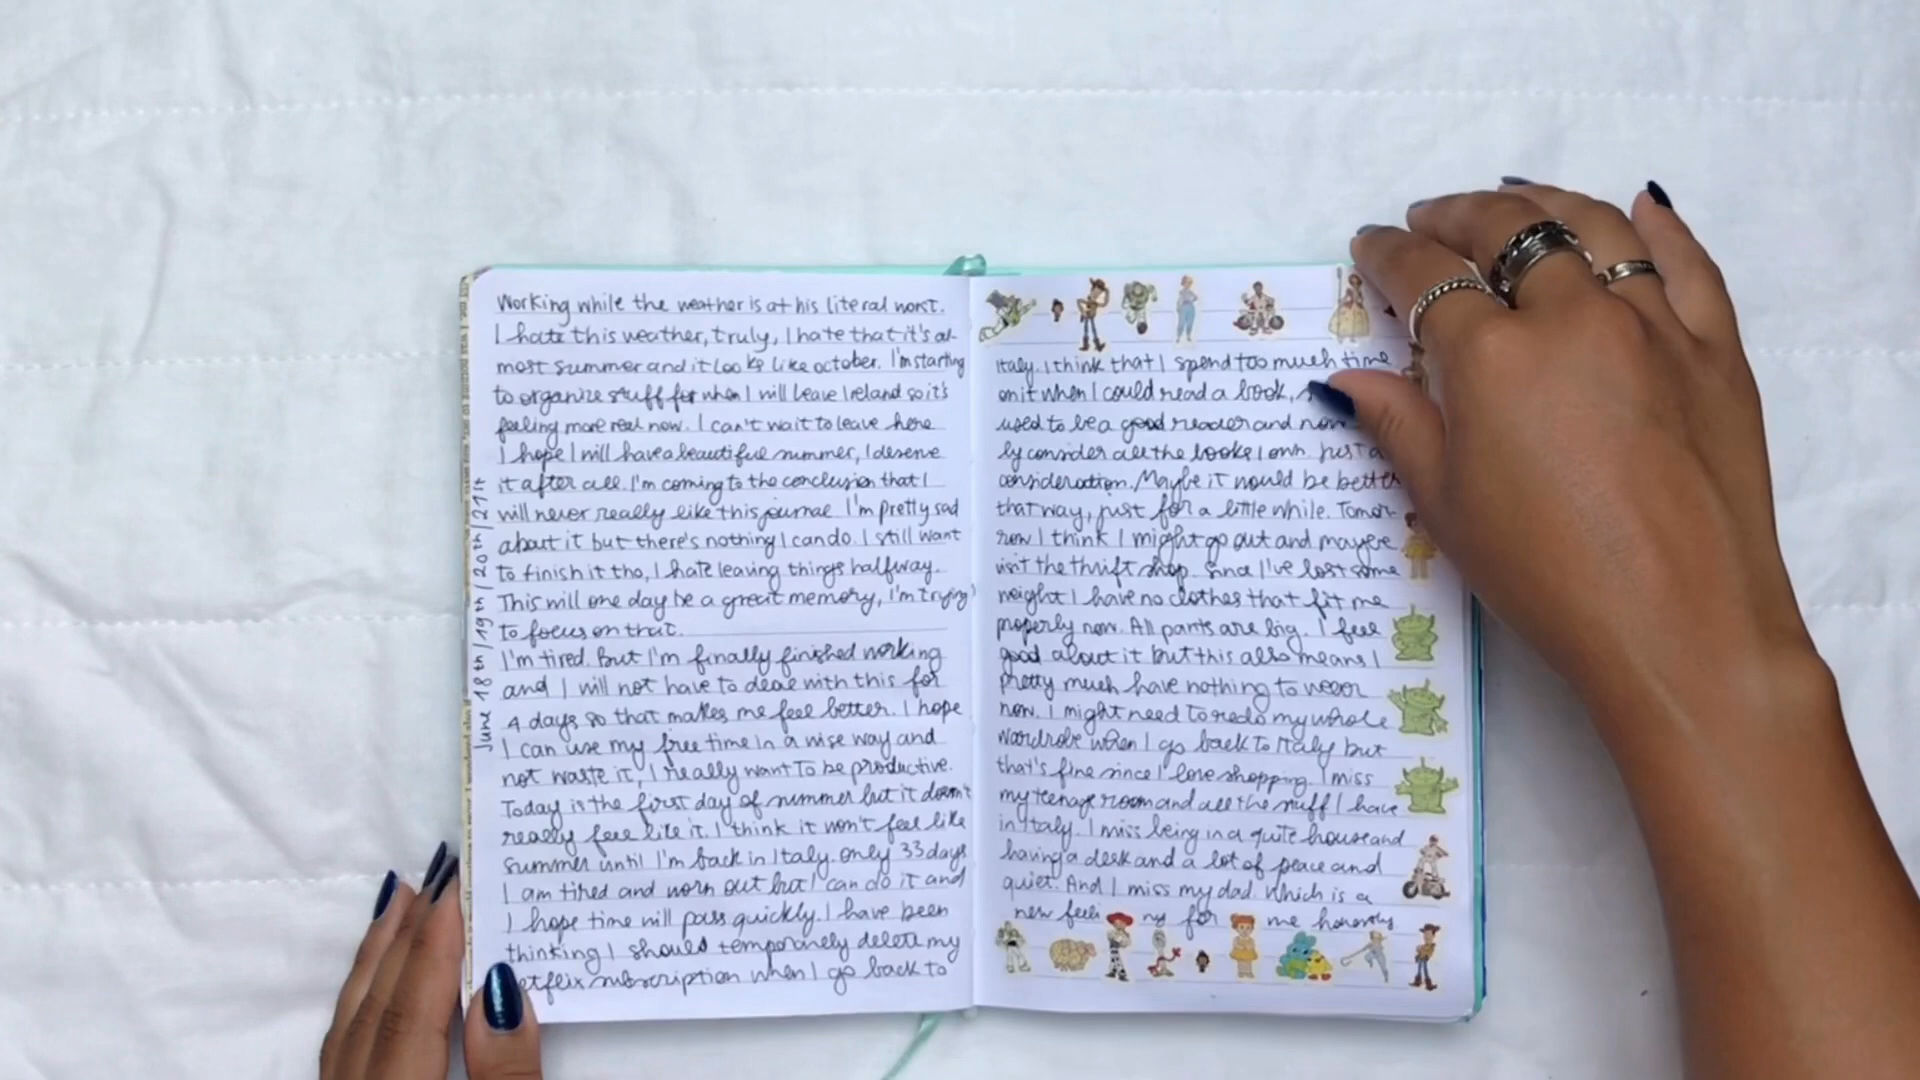 June 18th/19th/20th/21st
Working while the weather is at his literal worst.
I hate this weather, truly, I hate that it's al-
most summer and it looks like october. I'm starting
to organize stuff for when I will leave Ireland so it's
feeling more real now. I can't wait to leave here
I hope I will have a beautiful summer, I deserve
it after all. I'm coming to the conclusion that I
will never really like this journal I'm pretty sad
about it but there's nothing I can do. I still want
to finish it tho, I hate leaving things halfway.
This will one day be a great memory, I'm trying
to focus on that.
I'm tired. But I'm finally finished working
and I will not have to deal with this for
4 days so that makes me feel better. I hope
I can use my free time in a wise way and
not waste it, I really want to be productive.
Today is the first day of summer but it doesn't
really feel like it. I think it won't feel like
summer until I'm back in Italy. Only 33 days
I am tired and worn out but I can do it and
I hope time will pass quickly. I have been
thinking I should temporarely delete my
etflix subscription when I go back to
Italy. I think that I spend too much time
on it when I could read a book,
used to be a good reader and now
ly consider all the books I own. Just a
consideration. Maybe it would be better
that way, just for a little while. Tomor-
row I think I might go out and maybe
visit the thrift shop. Since I've lost some
weight I have no clothes that fit me
properly now. All pants are big. I feel
good about it but this also means I
pretty much have nothing to wear
now. I might need to redo my whole
wardrobe when I go back to Italy but
that's fine since I love shopping. I miss
my teenage room and all the stuff I have
in Italy. I miss being in a quite house and
having a desk and a lot of peace and
quiet. And I miss my dad. Which is a
new feeling for me honestly